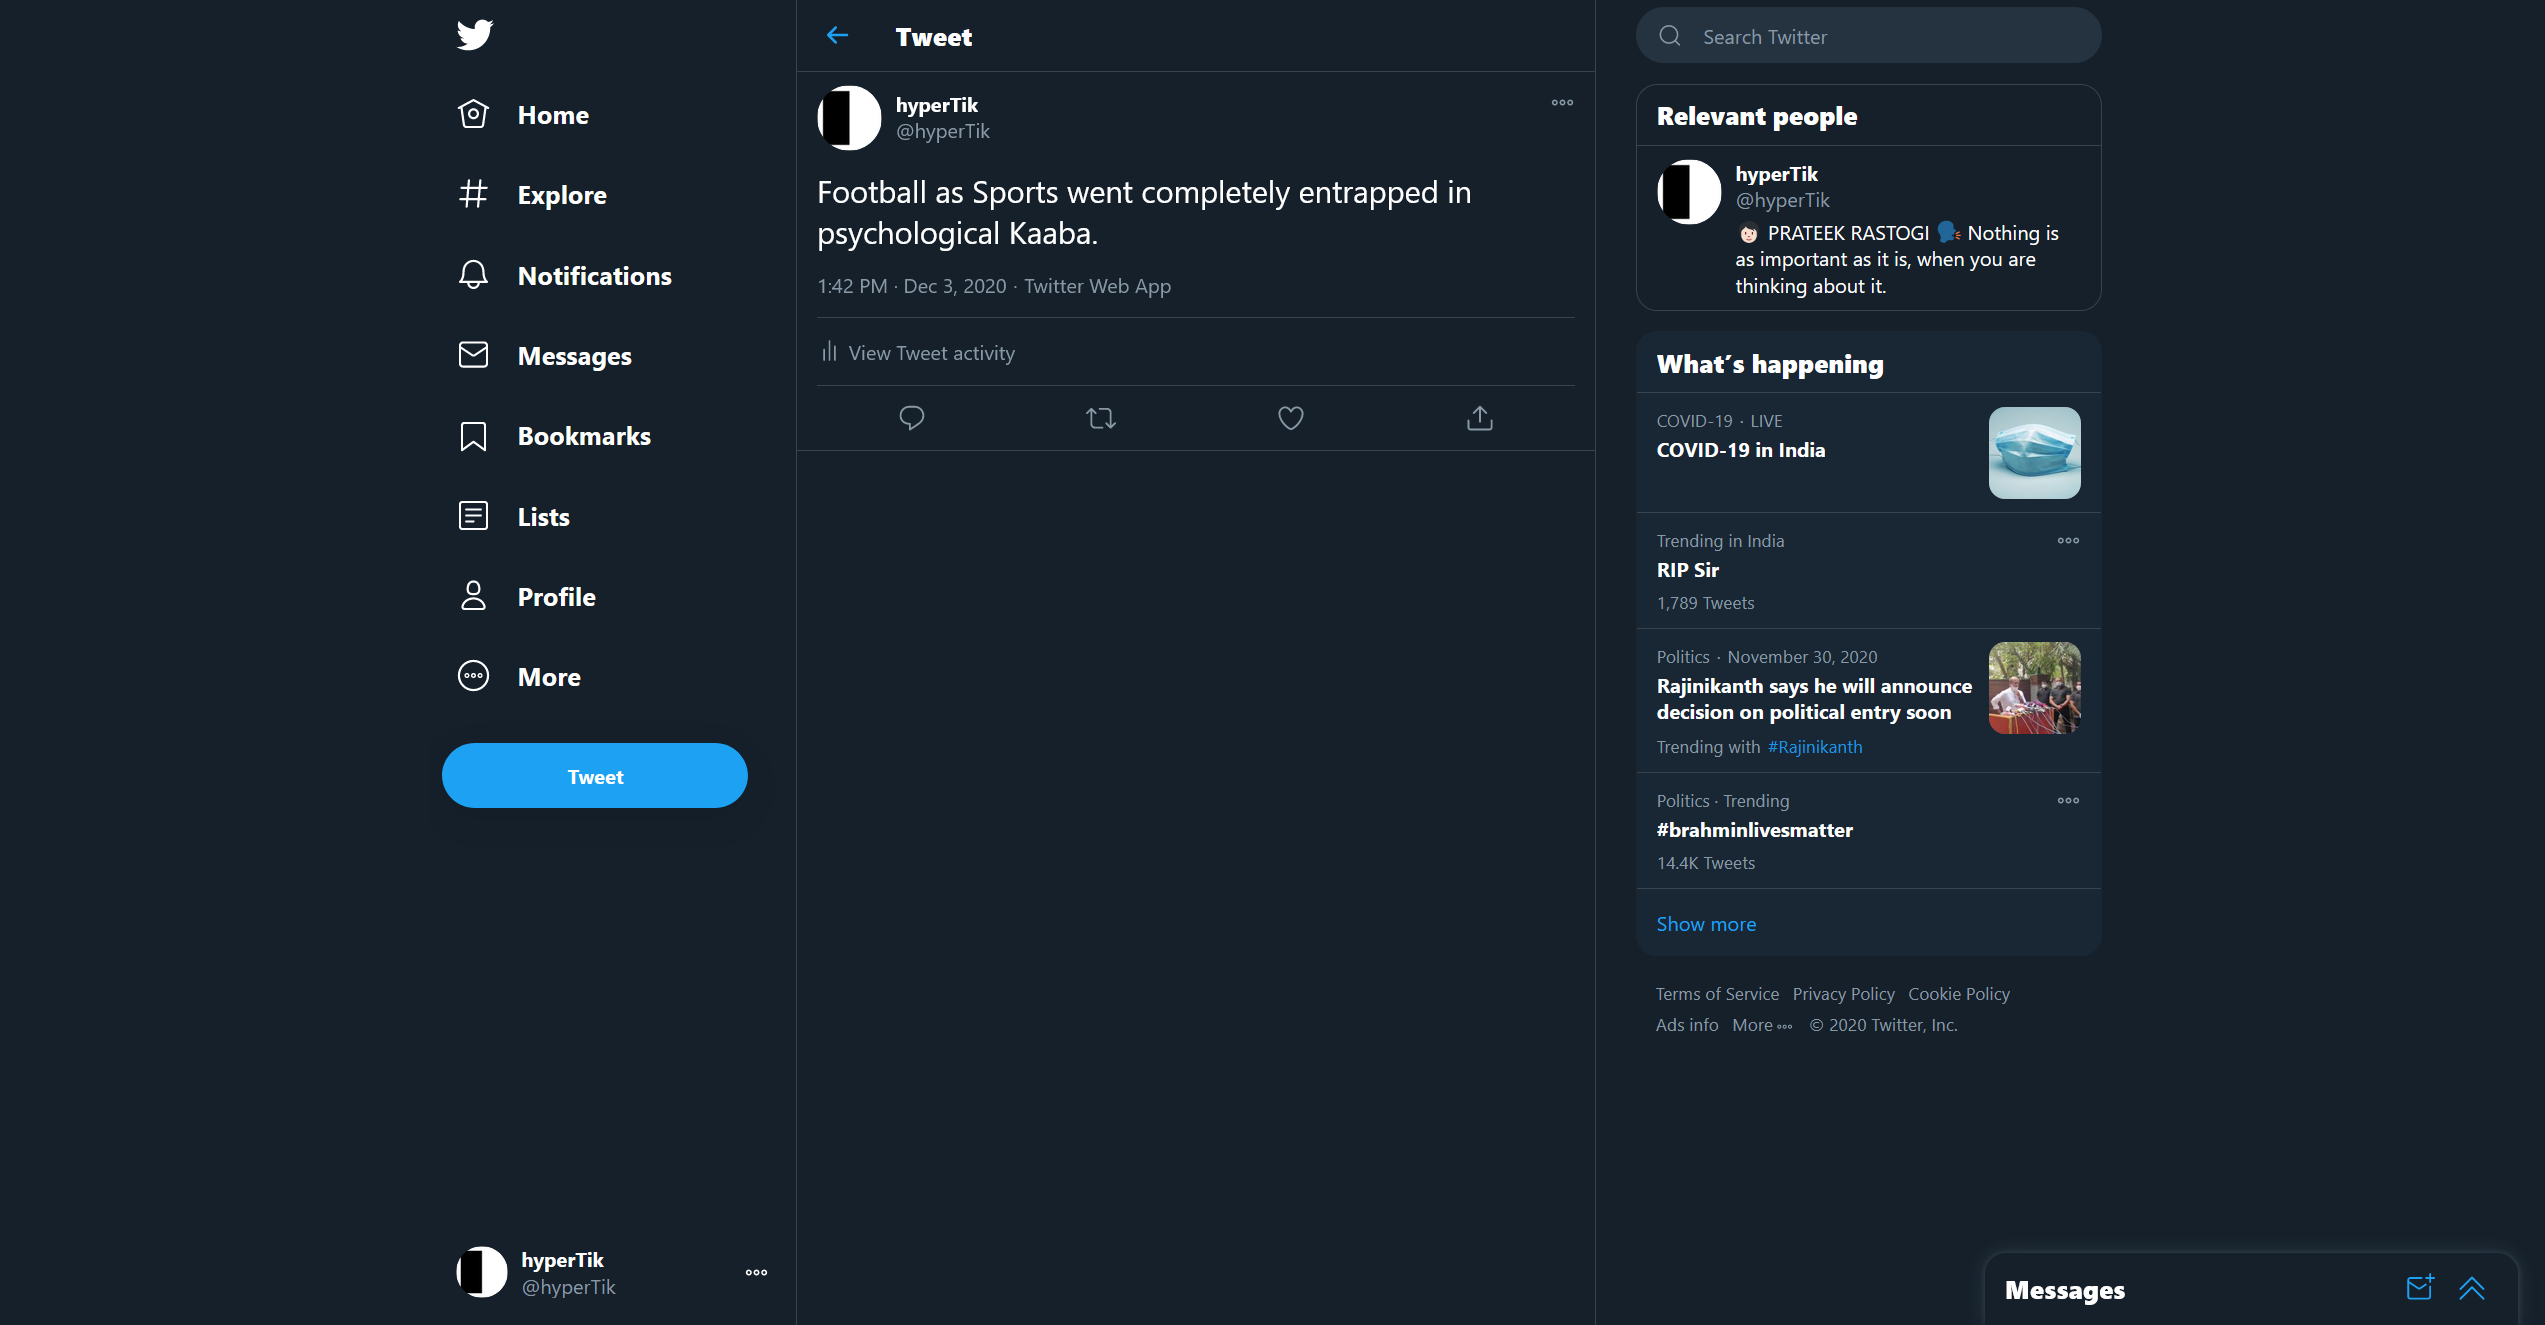 Home
Explore
Notifications
Messages
Bookmarks
Lists
Profile
More
Tweet
hyperTik
@hyperTik
Tweet
hyperTik
@hyperTik
Football as Sports went completely entrapped in
psychological Kaaba.
1:42 PM · Dec 3, 2020 · Twitter Web App
View Tweet activity
Search Twitter
Relevant people
hyperTik
@hyperTik
PRATEEK RASTOGI Nothing is
as important as it is, when you are
thinking about it.
What's happening
COVID-19 · LIVE
COVID-19 in India
Trending in India
RIP Sir
1,789 Tweets
Politics · November 30, 2020
Rajinikanth says he will announce
decision on political entry soon
Trending with #Rajinikanth
Politics · Trending
#brahminlivesmatter
14.4K Tweets
Show more
Terms of Service Privacy Policy Cookie Policy
Ads info More © 2020 Twitter, Inc.
Messages